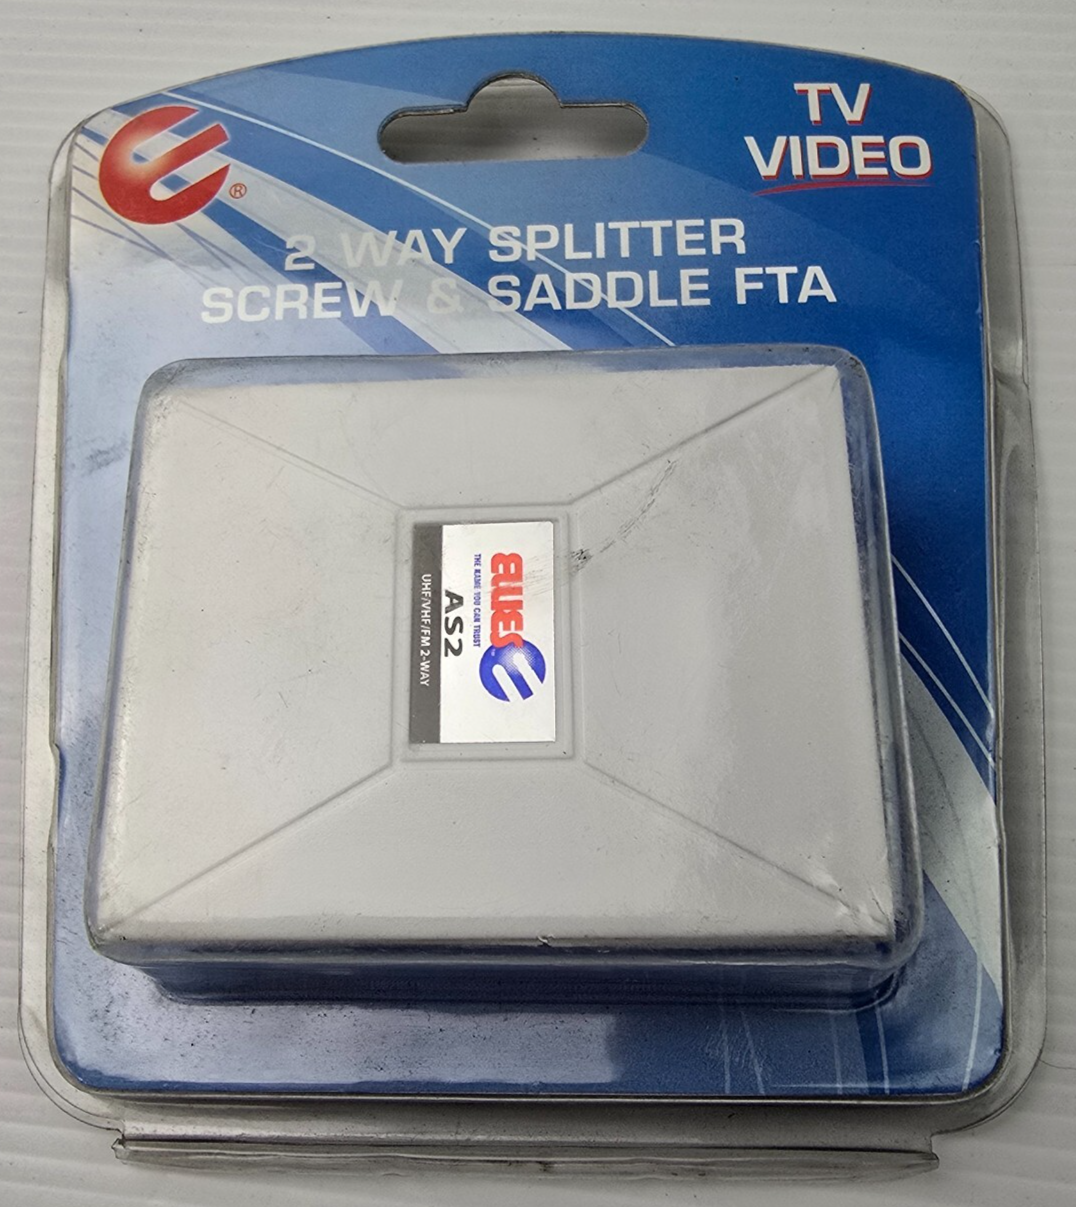 ®
TV
VIDEO
2 WAY SPLITTER
SCREW & SADDLE FTA
ELLIES
THE NAME YOU CAN TRUST
AS2
UHF/VHF/FM 2-WAY